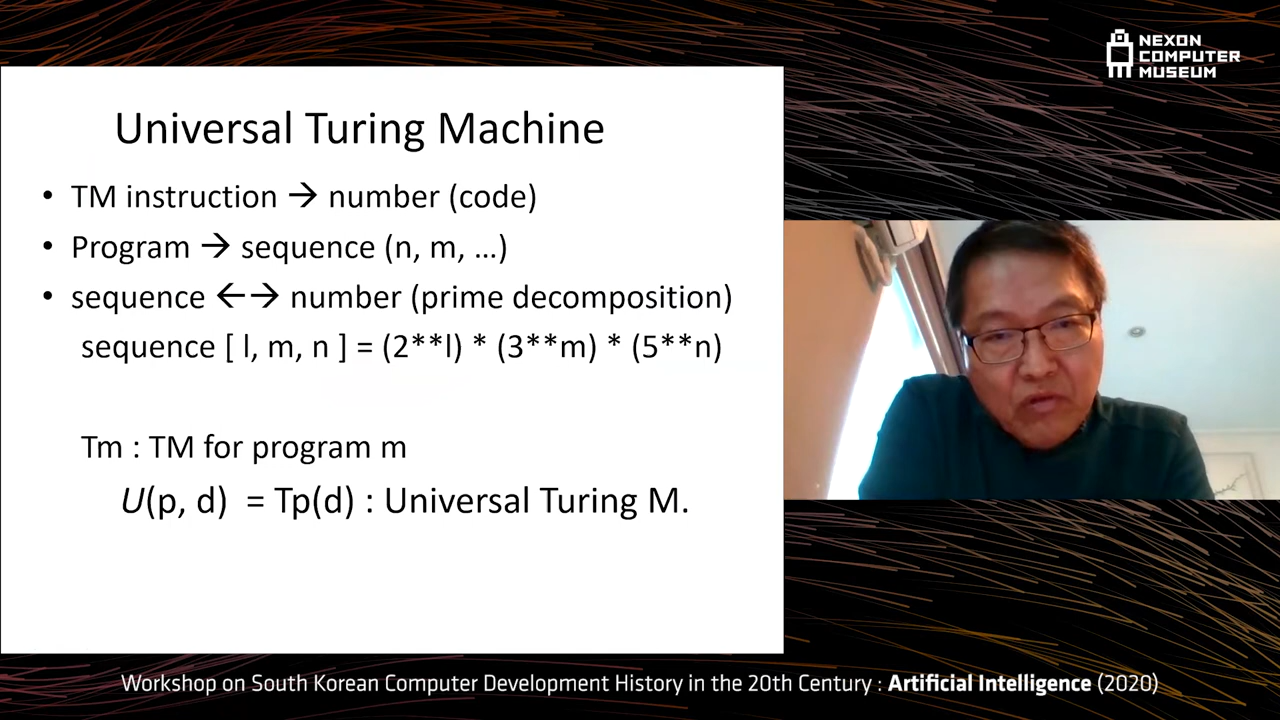 NEXON
COMPUTER
MUSEUM
Universal Turing Machine
• TM instruction → number (code)
• Program → sequence (n, m, …)
• sequence ←→ number (prime decomposition)
sequence [ l, m, n ] = (2**l) * (3**m) * (5**n)
Tm : TM for program m
U(p, d) = Tp(d) : Universal Turing M.
Workshop on South Korean Computer Development History in the 20th Century : Artificial Intelligence (2020)